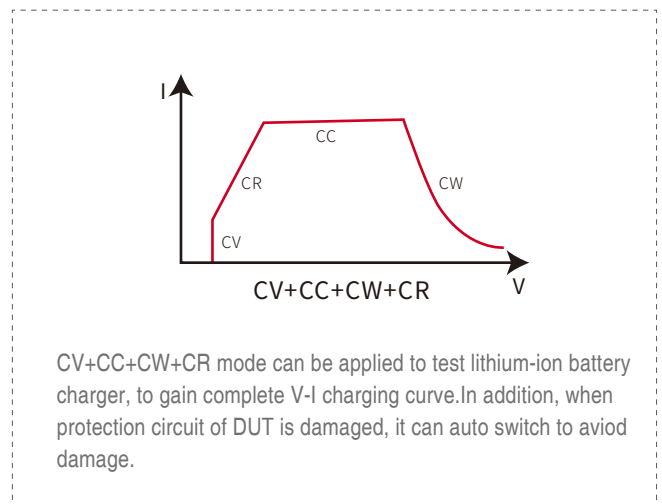 I
CC
CR
CW
CV
V
CV+CC+CW+CR
CV+CC+CW+CR mode can be applied to test lithium-ion battery
charger, to gain complete V-I charging curve.In addition, when
protection circuit of DUT is damaged, it can auto switch to aviod
damage.